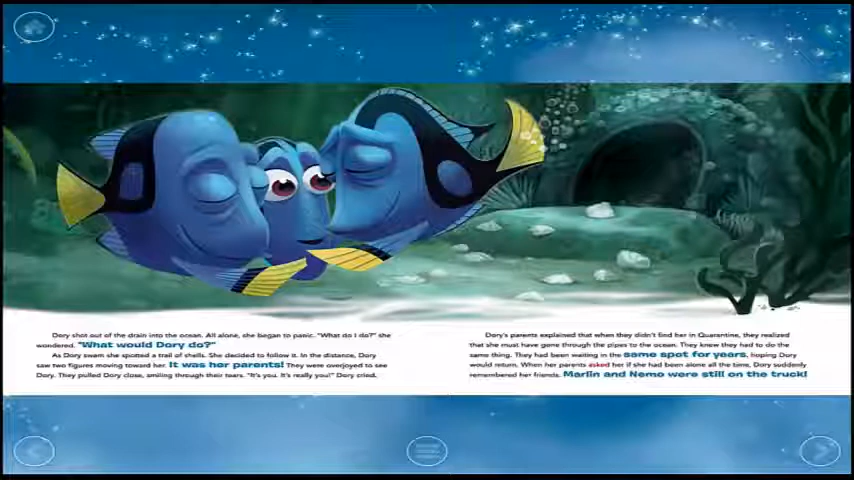 Dory shot out of the drain into the ocean. All alone, she began to panic. "What do I do?" she
wondered. "What would Dory do?"
As Dory swam she spotted a trail of shells. She decided to follow it. In the distance, Dory
saw two figures moving toward her. It was her parents! They were overjoyed to see
Dory. They pulled Dory close, smiling through their tears. "It's you. It's really you!" Dory cried.
Dory's parents explained that when they didn't find her in Quarantine, they realized
that she must have gone through the pipes to the ocean. They knew they had to do the
same thing. They had been waiting in the same spot for years, hoping Dory
would return. When her parents asked her if she had been alone all the time, Dory suddenly
remembered her friends. Marlin and Nemo were still on the truck!